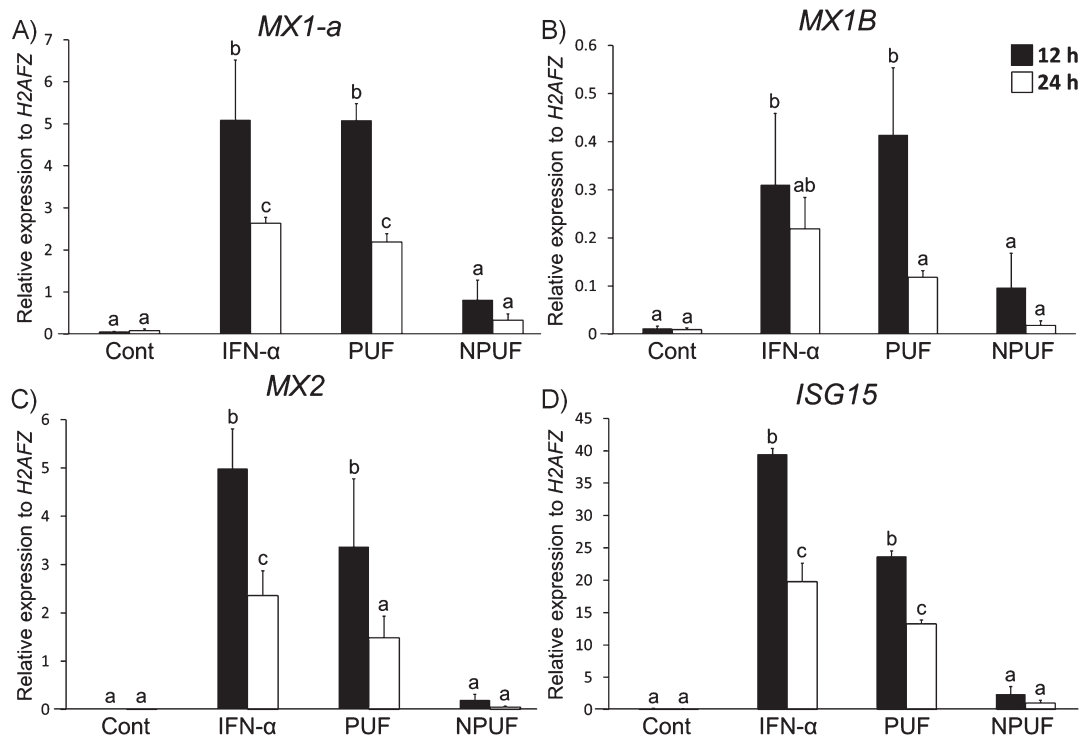 A)
MX1-a
Relative expression to H2AFZ
7
6
5
4
3
2
1
0
b
c
b
c
a
a
a
a
Cont
IFN-α
PUF
NPUF
B)
MX1B
12 h
24 h
Relative expression to H2AFZ
0.6
0.5
0.4
0.3
0.2
0.1
0
b
b
ab
a
a
a
a
a
Cont
IFN-α
PUF
NPUF
C)
MX2
Relative expression to H2AFZ
6
5
4
3
2
1
0
b
b
c
a
a
a
a
a
Cont
IFN-α
PUF
NPUF
D)
ISG15
Relative expression to H2AFZ
45
40
35
30
25
20
15
10
5
0
b
b
c
c
a
a
a
a
Cont
IFN-α
PUF
NPUF